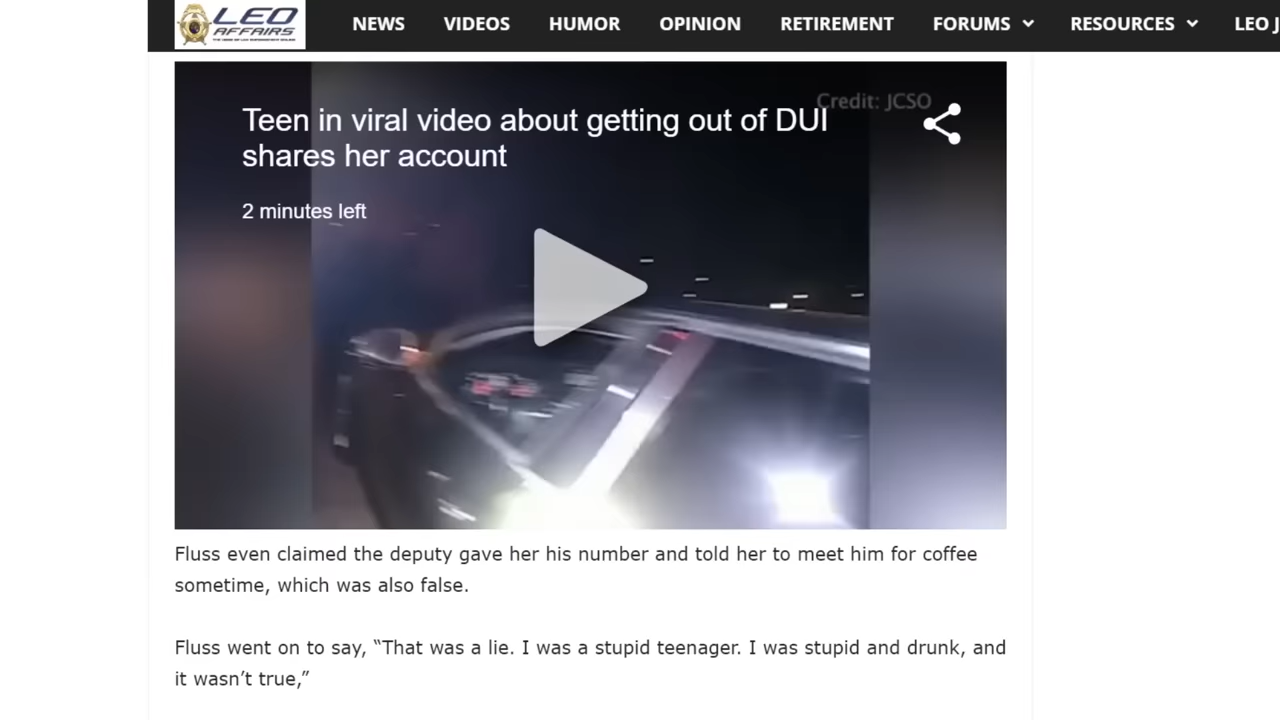 LEO
AFFAIRS
NEWS VIDEOS HUMOR OPINION RETIREMENT FORUMS RESOURCES LEO J
Credit: JCSO
Teen in viral video about getting out of DUI
shares her account
2 minutes left
Fluss even claimed the deputy gave her his number and told her to meet him for coffee
sometime, which was also false.
Fluss went on to say, “That was a lie. I was a stupid teenager. I was stupid and drunk, and
it wasn’t true,”